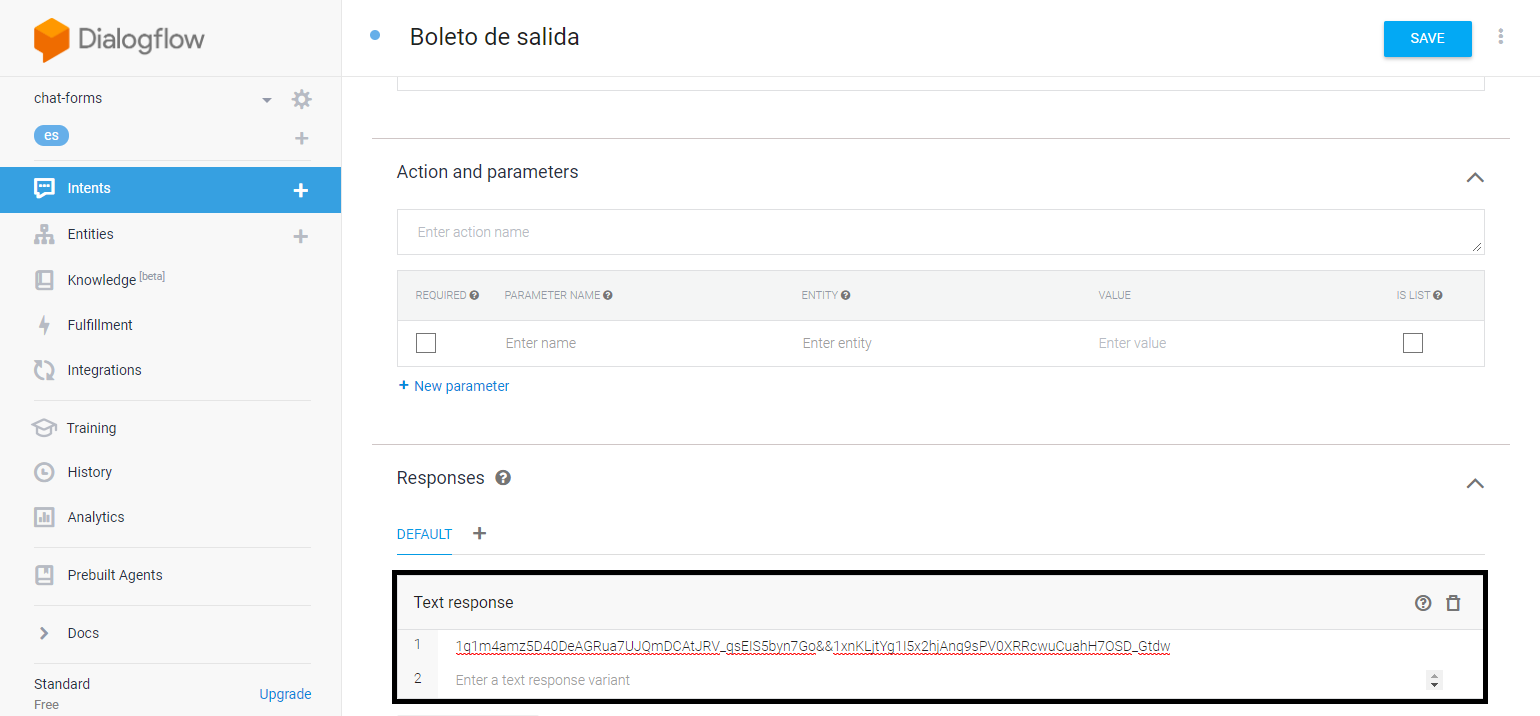 Dialogflow
Boleto de salida
SAVE
chat-forms
es
Intents
Entities
Knowledge [beta]
Fulfillment
Integrations
Training
History
Analytics
Prebuilt Agents
Docs
Standard
Free
Upgrade
Action and parameters
Enter action name
REQUIRED PARAMETER NAME ENTITY VALUE IS LIST
Enter name Enter entity Enter value
+ New parameter
Responses
DEFAULT
Text response
1 1q1m4amz5D40DeAGRua7UJQmDCAtJRV_gsEIS5byn7Go&&1xnKLjtYg1I5x2hjAnq9sPV0XRRcwuCuahH7OSD_Gtdw
2 Enter a text response variant